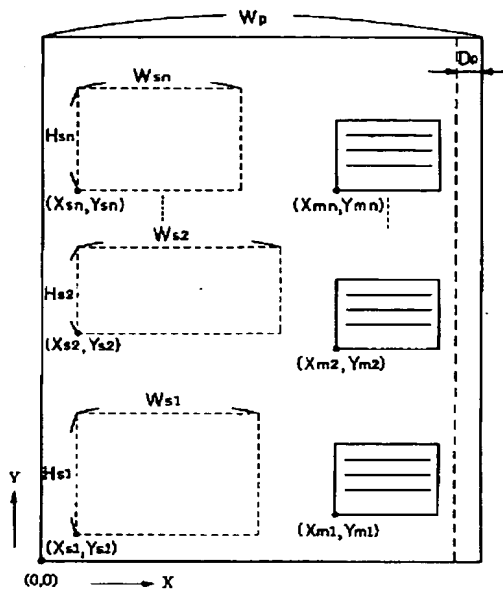 Wp
Dp
Wsn
Hsn
(Xsn,Ysn)
(Xmn,Ymn)
Ws2
Hs2
(Xs2,Ys2)
(Xm2,Ym2)
Ws1
Hs1
Y
(Xs1,Ys1)
(Xm1,Ym1)
(0,0)
X